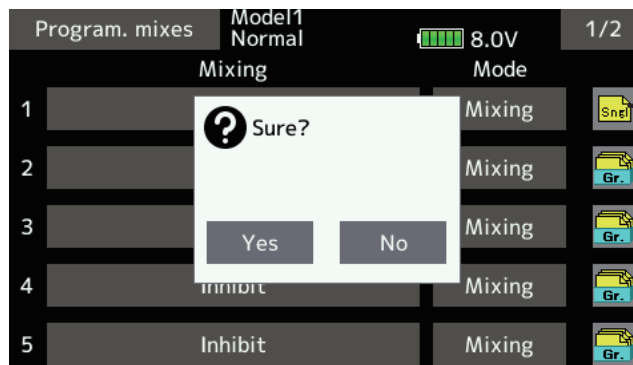 Program. mixes Model1 Normal 8.0V 1/2
Mixing Mode
1 Mixing Sngl
? Sure?
2 Mixing Gr.
3 Mixing Gr.
Yes No
4 Inhibit Mixing Gr.
5 Inhibit Mixing Gr.